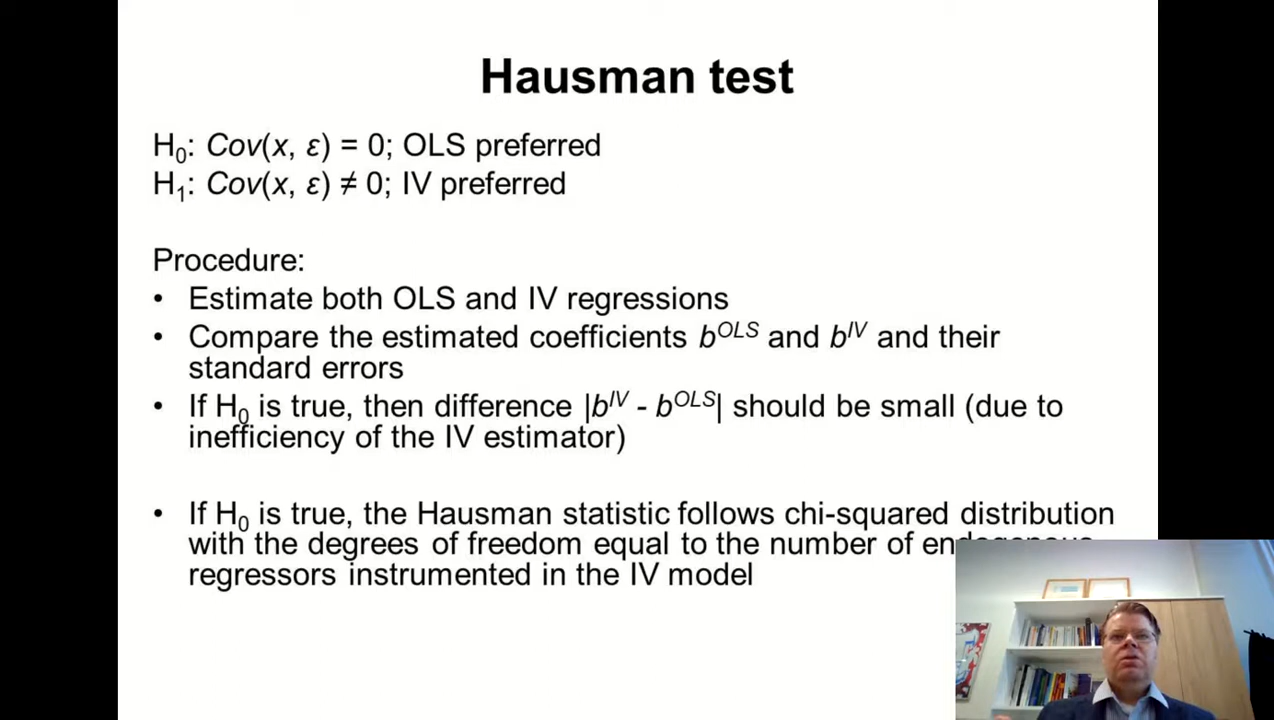 Hausman test
H0: Cov(x, ε) = 0; OLS preferred
H1: Cov(x, ε) ≠ 0; IV preferred
Procedure:
• Estimate both OLS and IV regressions
• Compare the estimated coefficients b^OLS and b^IV and their
standard errors
• If H0 is true, then difference |b^IV - b^OLS| should be small (due to
inefficiency of the IV estimator)
• If H0 is true, the Hausman statistic follows chi-squared distribution
with the degrees of freedom equal to the number of endogenous
regressors instrumented in the IV model